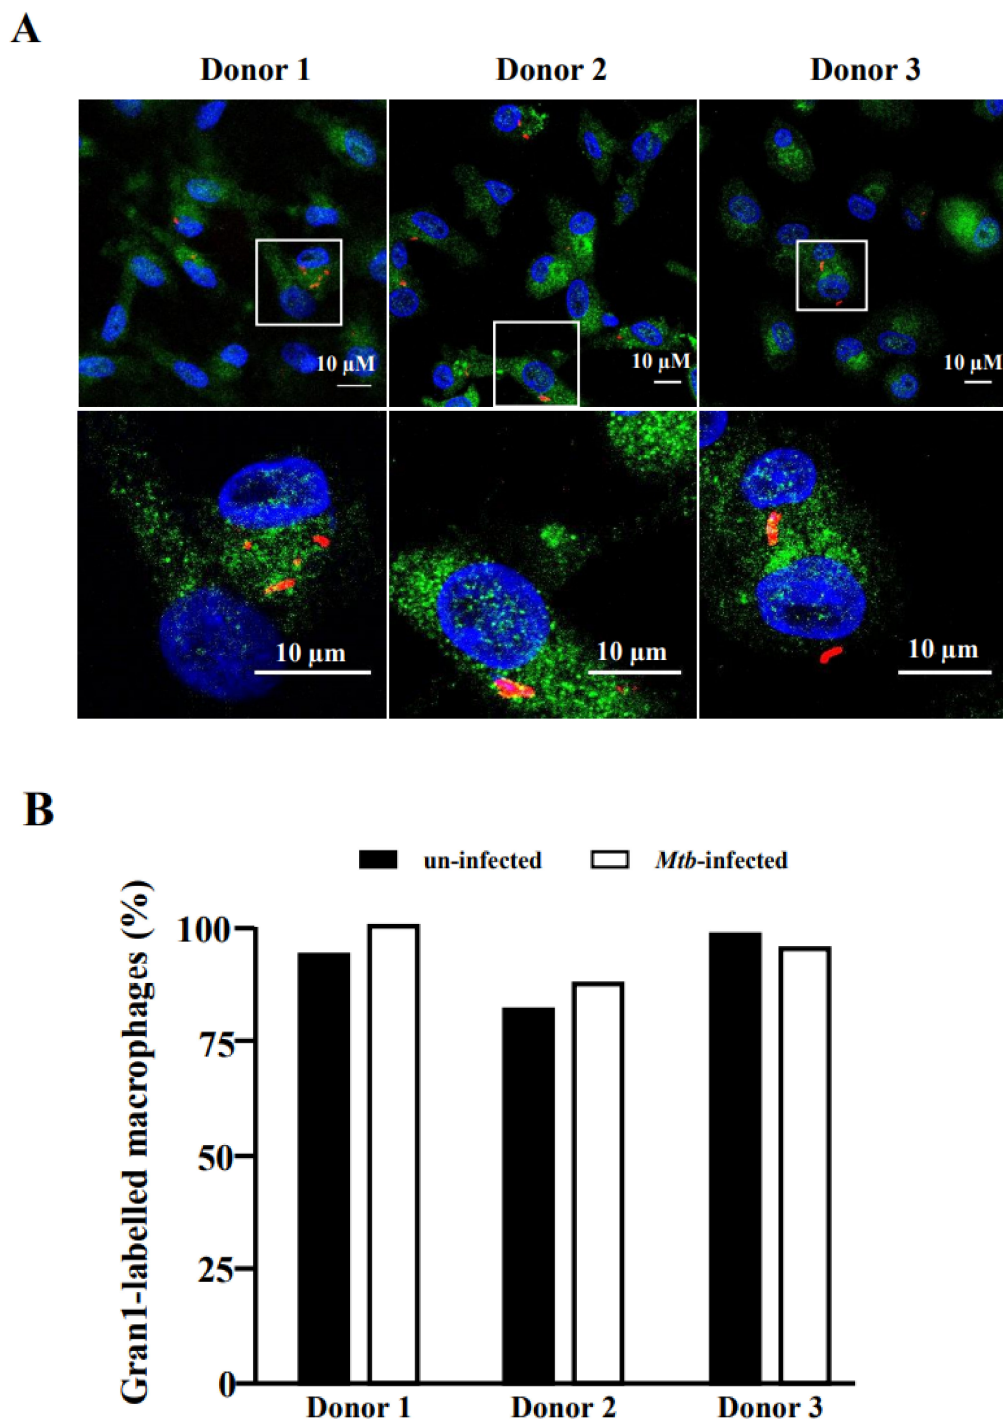 A
Donor 1 Donor 2 Donor 3
10 μM 10 μM 10 μM
10 μm 10 μm 10 μm
B
un-infected Mtb-infected
Gran1-labelled macrophages (%)
100
75
50
25
0
Donor 1 Donor 2 Donor 3